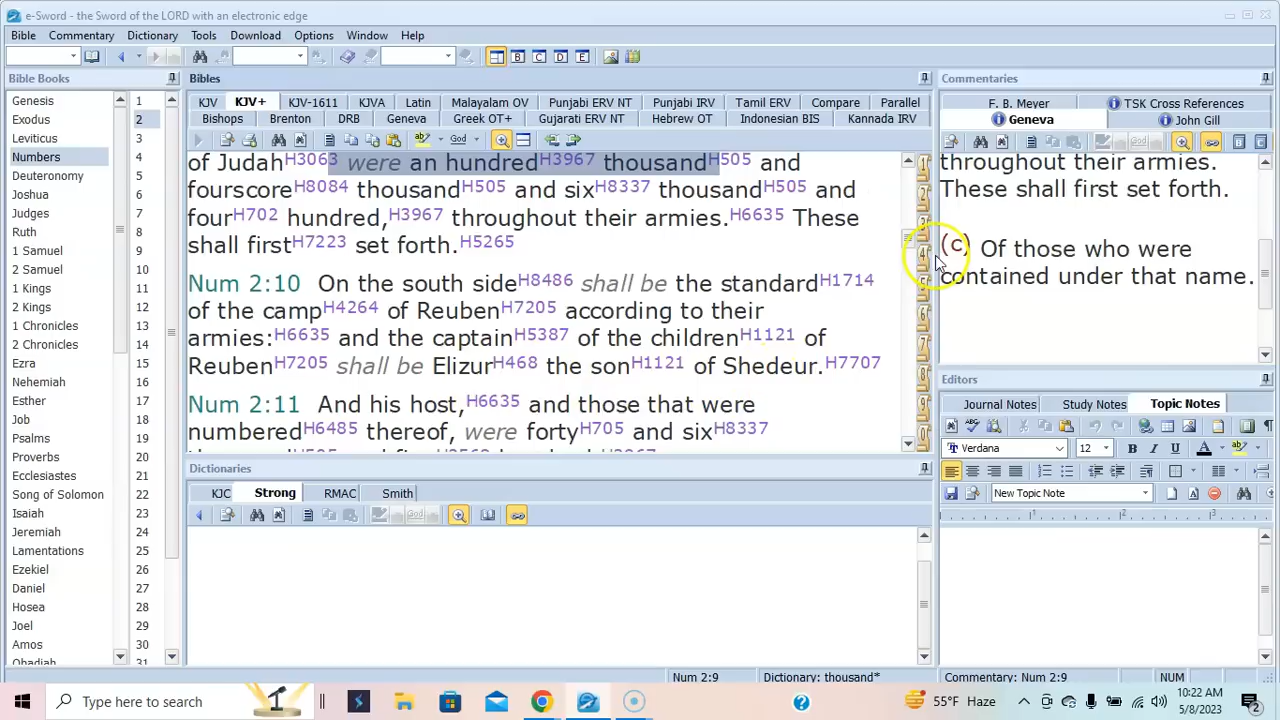 e-Sword - the Sword of the LORD with an electronic edge
Bible Commentary Dictionary Tools Download Options Window Help
B C D E
Bible Books
Genesis
Exodus
Leviticus
Numbers
Deuteronomy
Joshua
Judges
Ruth
1 Samuel
2 Samuel
1 Kings
2 Kings
1 Chronicles
2 Chronicles
Ezra
Nehemiah
Esther
Job
Psalms
Proverbs
Ecclesiastes
Song of Solomon
Isaiah
Jeremiah
Lamentations
Ezekiel
Daniel
Hosea
Joel
Amos
Obadiah
1
2
3
4
5
6
7
8
9
10
11
12
13
14
15
16
17
18
19
20
21
22
23
24
25
26
27
28
29
30
31
Bibles
KJV KJV+ KJV-1611 KJVA Latin Malayalam OV Punjabi ERV NT Punjabi IRV Tamil ERV Compare Parallel
Bishops Brenton DRB Geneva Greek OT+ Gujarati ERV NT Hebrew OT Indonesian BIS Kannada IRV
God
of JudahH3063 were an hundredH3967 thousandH505 and
fourscoreH8084 thousandH505 and sixH8337 thousandH505 and
fourH702 hundred,H3967 throughout their armies.H6635 These
shall firstH7223 set forth.H5265
Num 2:10 On the south sideH8486 shall be the standardH1714
of the campH4264 of ReubenH7205 according to their
armies:H6635 and the captainH5387 of the childrenH1121 of
ReubenH7205 shall be ElizurH468 the sonH1121 of Shedeur.H7707
Num 2:11 And his host,H6635 and those that were
numberedH6485 thereof, were fortyH705 and sixH8337
Dictionaries
KJC Strong RMAC Smith
God
Commentaries
F. B. Meyer TSK Cross References
Geneva John Gill
throughout their armies.
These shall first set forth.
(c) Of those who were
contained under that name.
Editors
Journal Notes Study Notes Topic Notes
Verdana 12 B I U A
New Topic Note
1 2 3
Num 2:9 Dictionary: thousand* Commentary: Num 2:9 NUM
Type here to search
55°F Haze
10:22 AM
5/8/2023
2